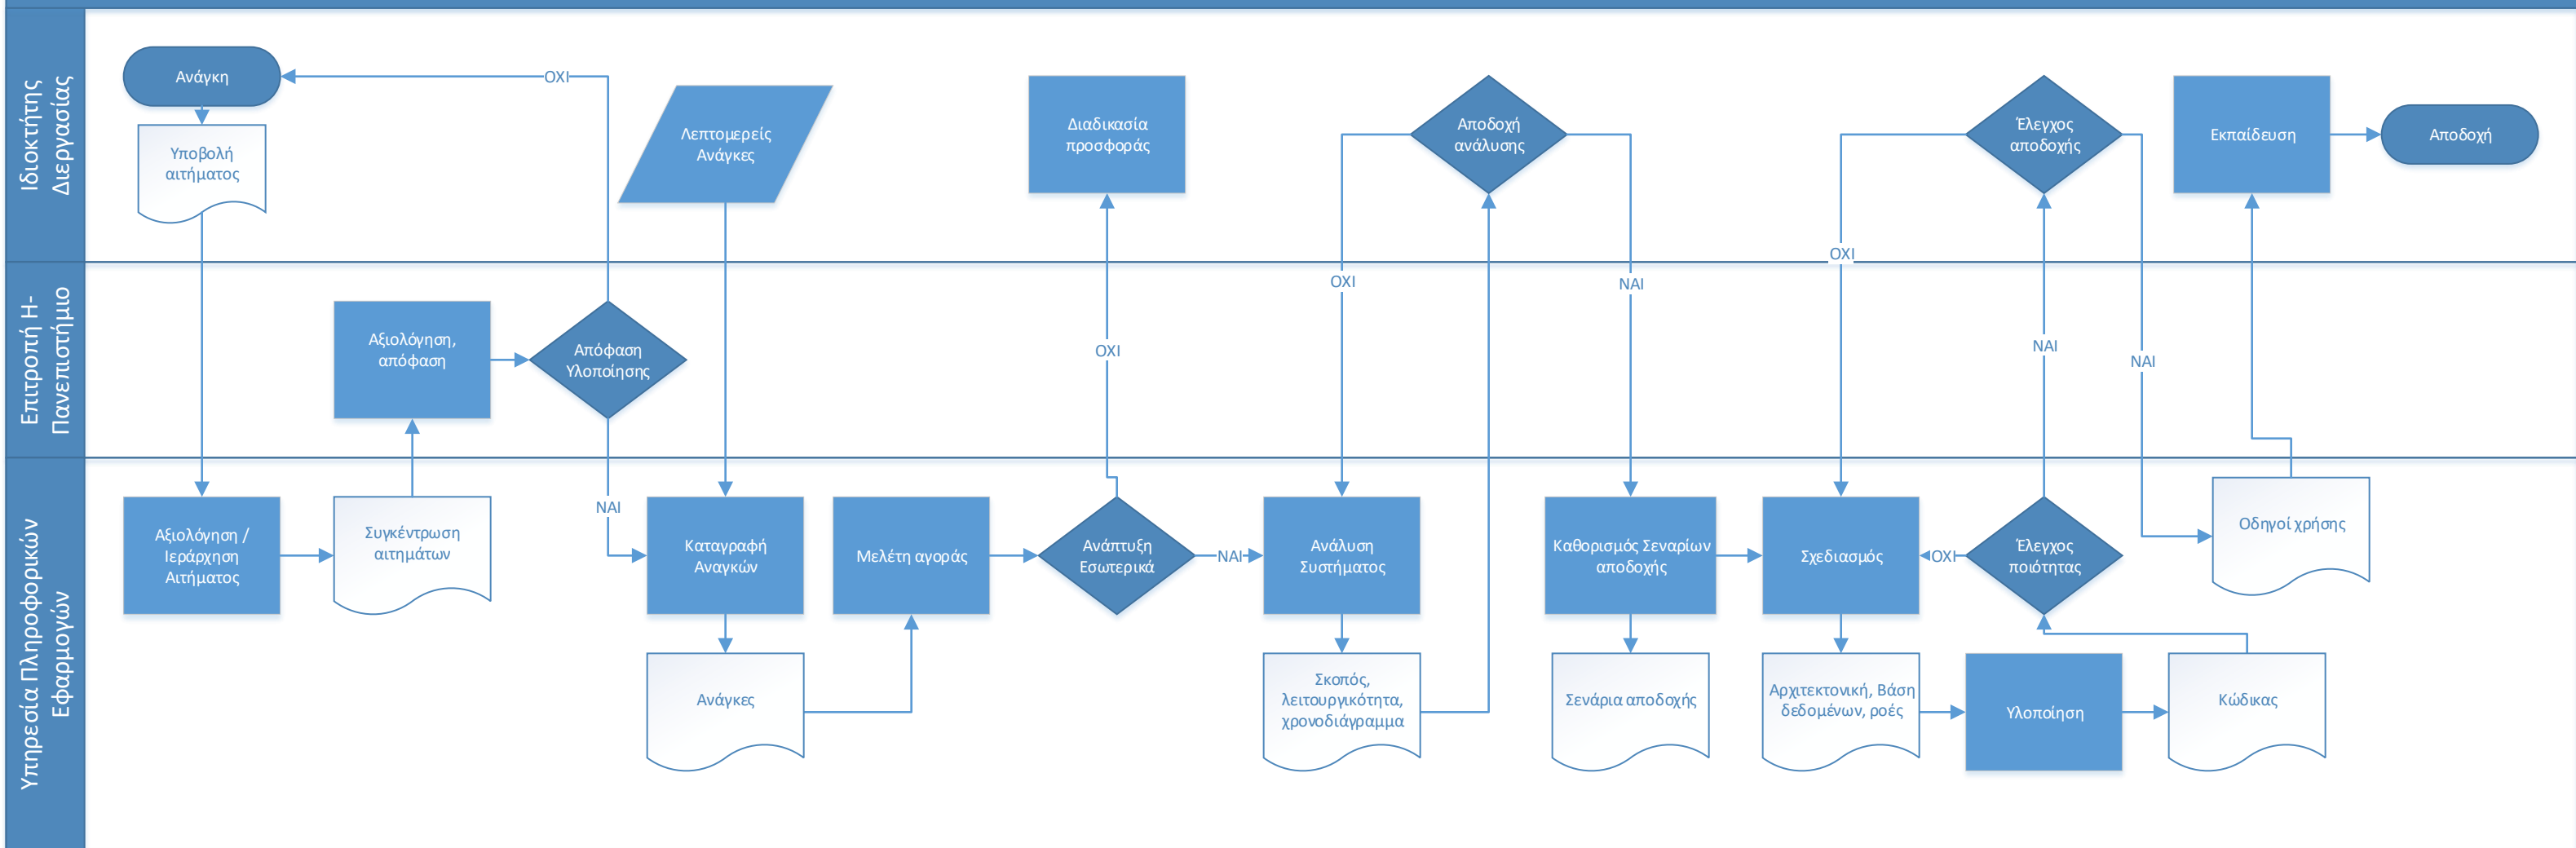 Ιδιοκτήτης
Διεργασίας
Ανάγκη
Υποβολή
αιτήματος
ΟΧΙ
Λεπτομερείς
Ανάγκες
Διαδικασία
προσφοράς
Αποδοχή
ανάλυσης
Έλεγχος
αποδοχής
Εκπαίδευση
Αποδοχή
Επιτροπή Η-
Πανεπιστήμιο
Αξιολόγηση,
απόφαση
Απόφαση
Υλοποίησης
ΟΧΙ
ΟΧΙ
ΝΑΙ
ΟΧΙ
ΝΑΙ
ΝΑΙ
Υπηρεσία Πληροφορικών
Εφαρμογών
Αξιολόγηση /
Ιεράρχηση
Αιτήματος
Συγκέντρωση
αιτημάτων
ΝΑΙ
Καταγραφή
Αναγκών
Μελέτη αγοράς
Ανάπτυξη
Εσωτερικά
ΝΑΙ
Ανάλυση
Συστήματος
Καθορισμός Σεναρίων
αποδοχής
Σχεδιασμός
ΟΧΙ
Έλεγχος
ποιότητας
Οδηγοί χρήσης
Ανάγκες
Σκοπός,
λειτουργικότητα,
χρονοδιάγραμμα
Σενάρια αποδοχής
Αρχιτεκτονική, Βάση
δεδομένων, ροές
Υλοποίηση
Κώδικας